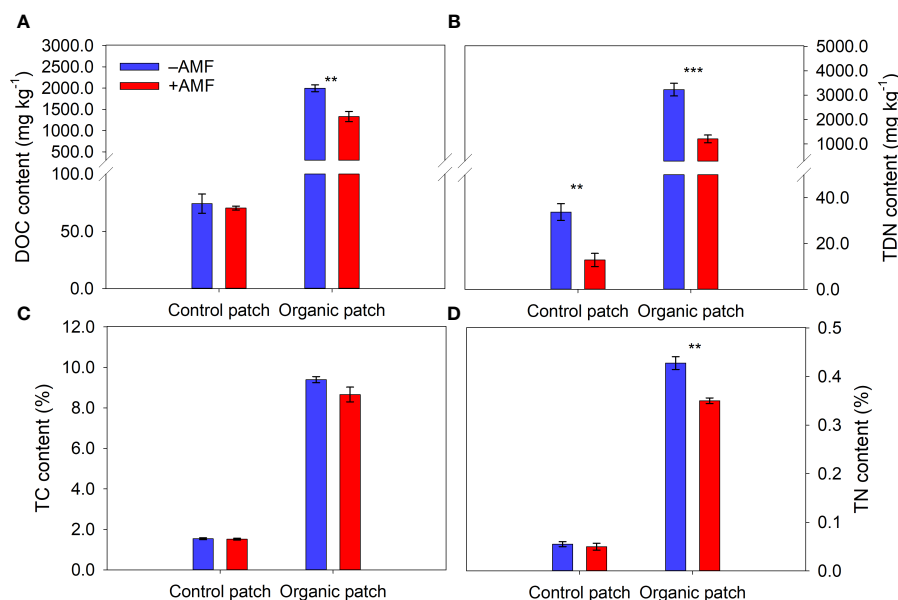 A
DOC content (mg kg-1)
3000.0
2500.0
2000.0
1500.0
1000.0
500.0
100.0
50.0
0.0
–AMF
+AMF
**
Control patch Organic patch
B
TDN content (mg kg-1)
5000.0
4000.0
3000.0
2000.0
1000.0
40.0
20.0
0.0
**
***
Control patch Organic patch
C
TC content (%)
12.0
10.0
8.0
6.0
4.0
2.0
0.0
Control patch Organic patch
D
TN content (%)
0.5
0.4
0.3
0.2
0.1
0.0
**
Control patch Organic patch